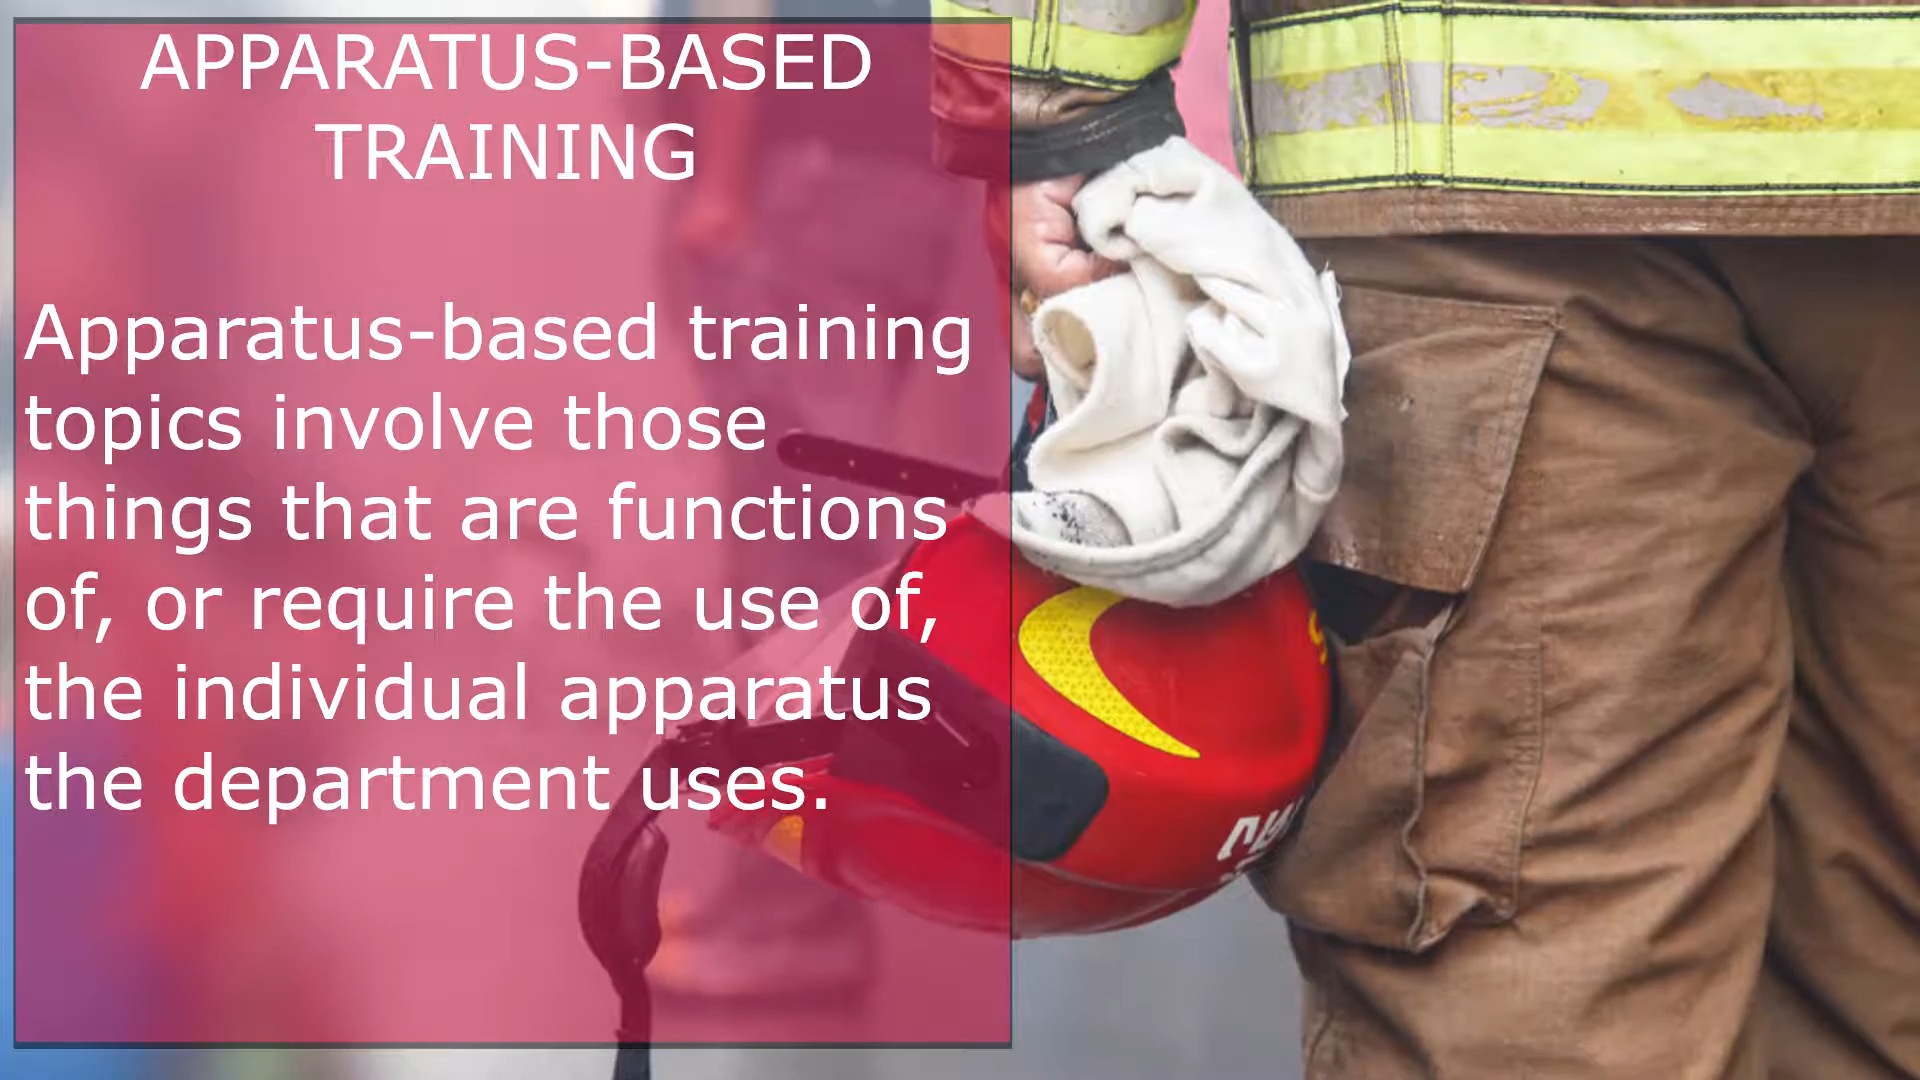 APPARATUS-BASED
TRAINING
Apparatus-based training
topics involve those
things that are functions
of, or require the use of,
the individual apparatus
the department uses.